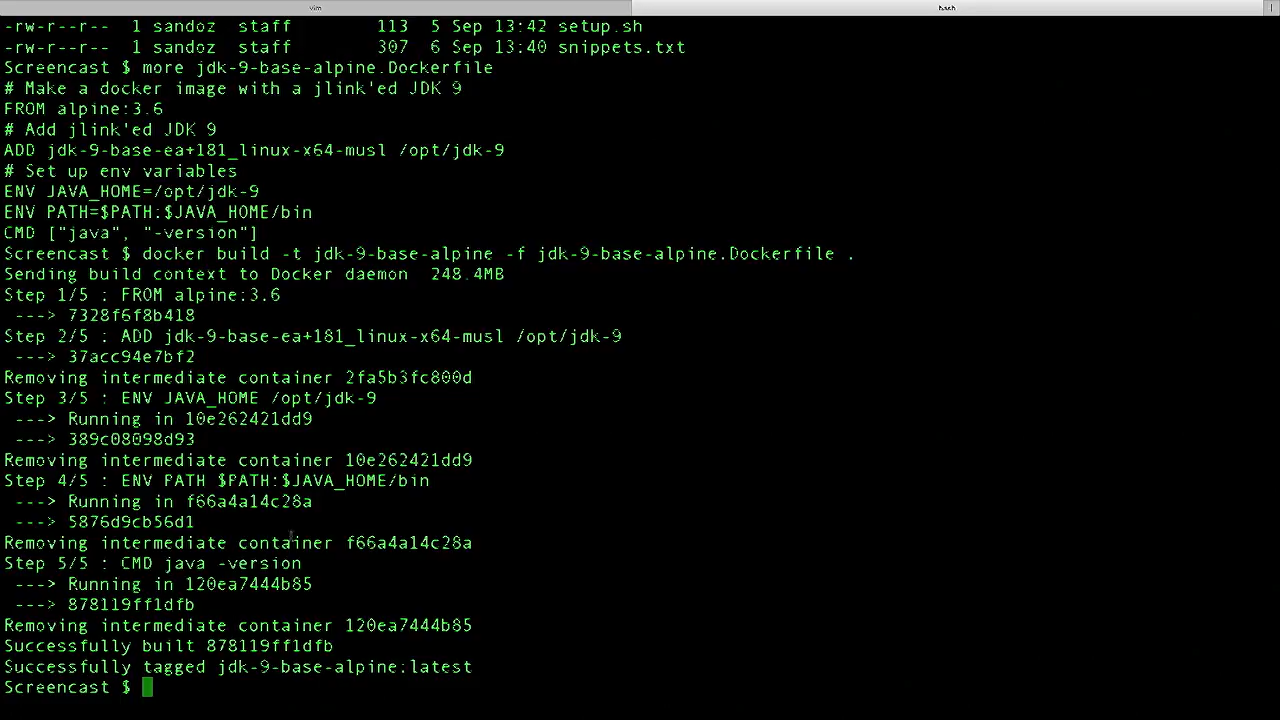 vim
bash
-rw-r--r-- 1 sandoz staff 113 5 Sep 13:42 setup.sh
-rw-r--r-- 1 sandoz staff 307 6 Sep 13:40 snippets.txt
Screencast $ more jdk-9-base-alpine.Dockerfile
# Make a docker image with a jlink'ed JDK 9
FROM alpine:3.6
# Add jlink'ed JDK 9
ADD jdk-9-base-ea+181_linux-x64-musl /opt/jdk-9
# Set up env variables
ENV JAVA_HOME=/opt/jdk-9
ENV PATH=$PATH:$JAVA_HOME/bin
CMD ["java", "-version"]
Screencast $ docker build -t jdk-9-base-alpine -f jdk-9-base-alpine.Dockerfile .
Sending build context to Docker daemon 248.4MB
Step 1/5 : FROM alpine:3.6
---> 7328f6f8b418
Step 2/5 : ADD jdk-9-base-ea+181_linux-x64-musl /opt/jdk-9
---> 37acc94e7bf2
Removing intermediate container 2fa5b3fc800d
Step 3/5 : ENV JAVA_HOME /opt/jdk-9
---> Running in 10e262421dd9
---> 389c08098d93
Removing intermediate container 10e262421dd9
Step 4/5 : ENV PATH $PATH:$JAVA_HOME/bin
---> Running in f66a4a14c28a
---> 5876d9cb56d1
Removing intermediate container f66a4a14c28a
Step 5/5 : CMD java -version
---> Running in 120ea7444b85
---> 878119ff1dfb
Removing intermediate container 120ea7444b85
Successfully built 878119ff1dfb
Successfully tagged jdk-9-base-alpine:latest
Screencast $